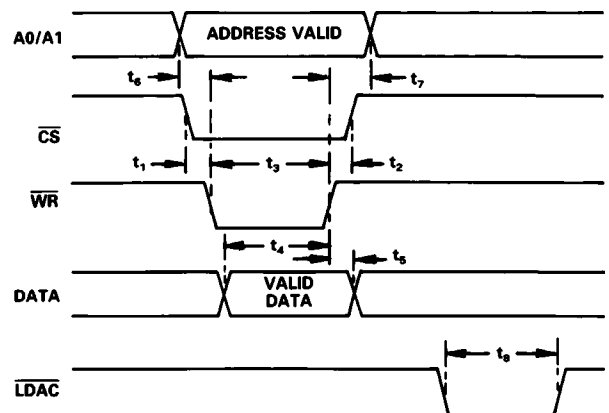 A0/A1
ADDRESS VALID
t6
t7
CS
t1
t3
t2
WR
t4
t5
DATA
VALID
DATA
t8
LDAC